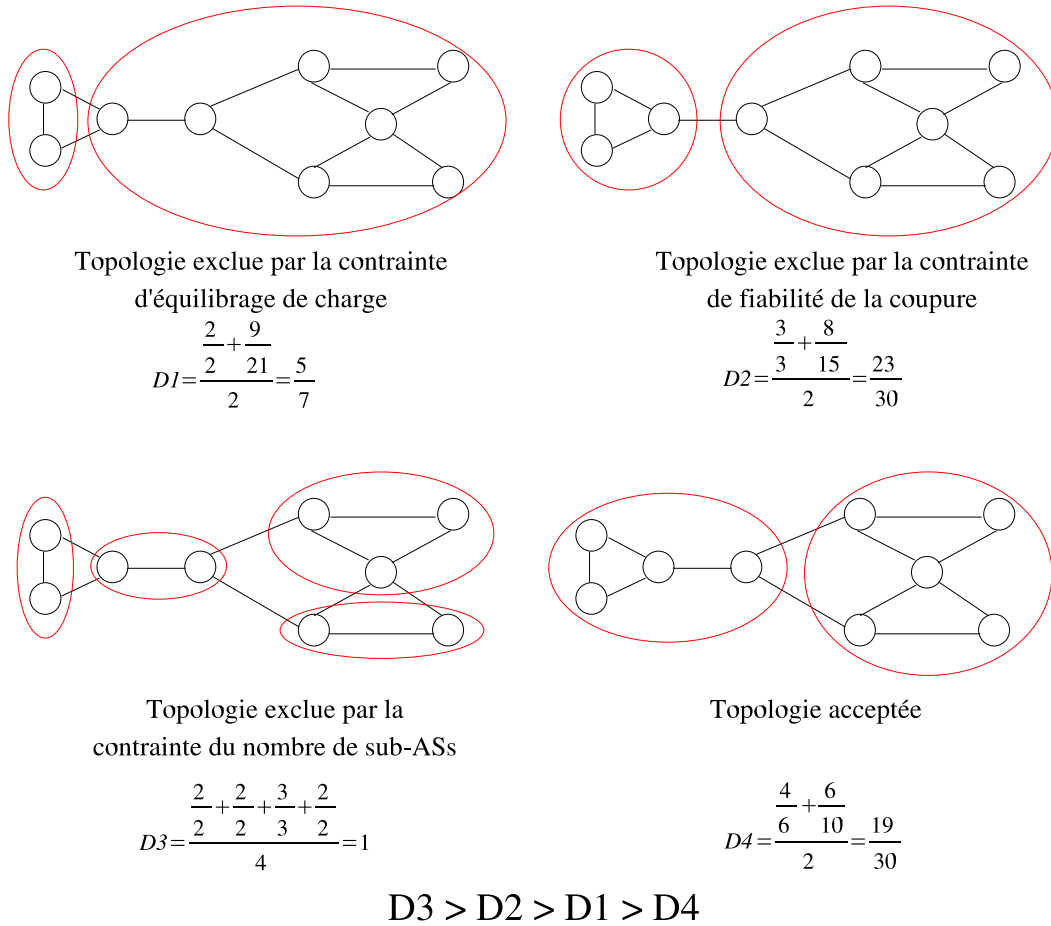 Topologie exclue par la contrainte
d'équilibrage de charge
D1 = (2/2 + 9/21) / 2 = 5/7
Topologie exclue par la contrainte
de fiabilité de la coupure
D2 = (3/3 + 8/15) / 2 = 23/30
Topologie exclue par la
contrainte du nombre de sub-ASs
D3 = (2/2 + 2/2 + 3/3 + 2/2) / 4 = 1
Topologie acceptée
D4 = (4/6 + 6/10) / 2 = 19/30
D3 > D2 > D1 > D4